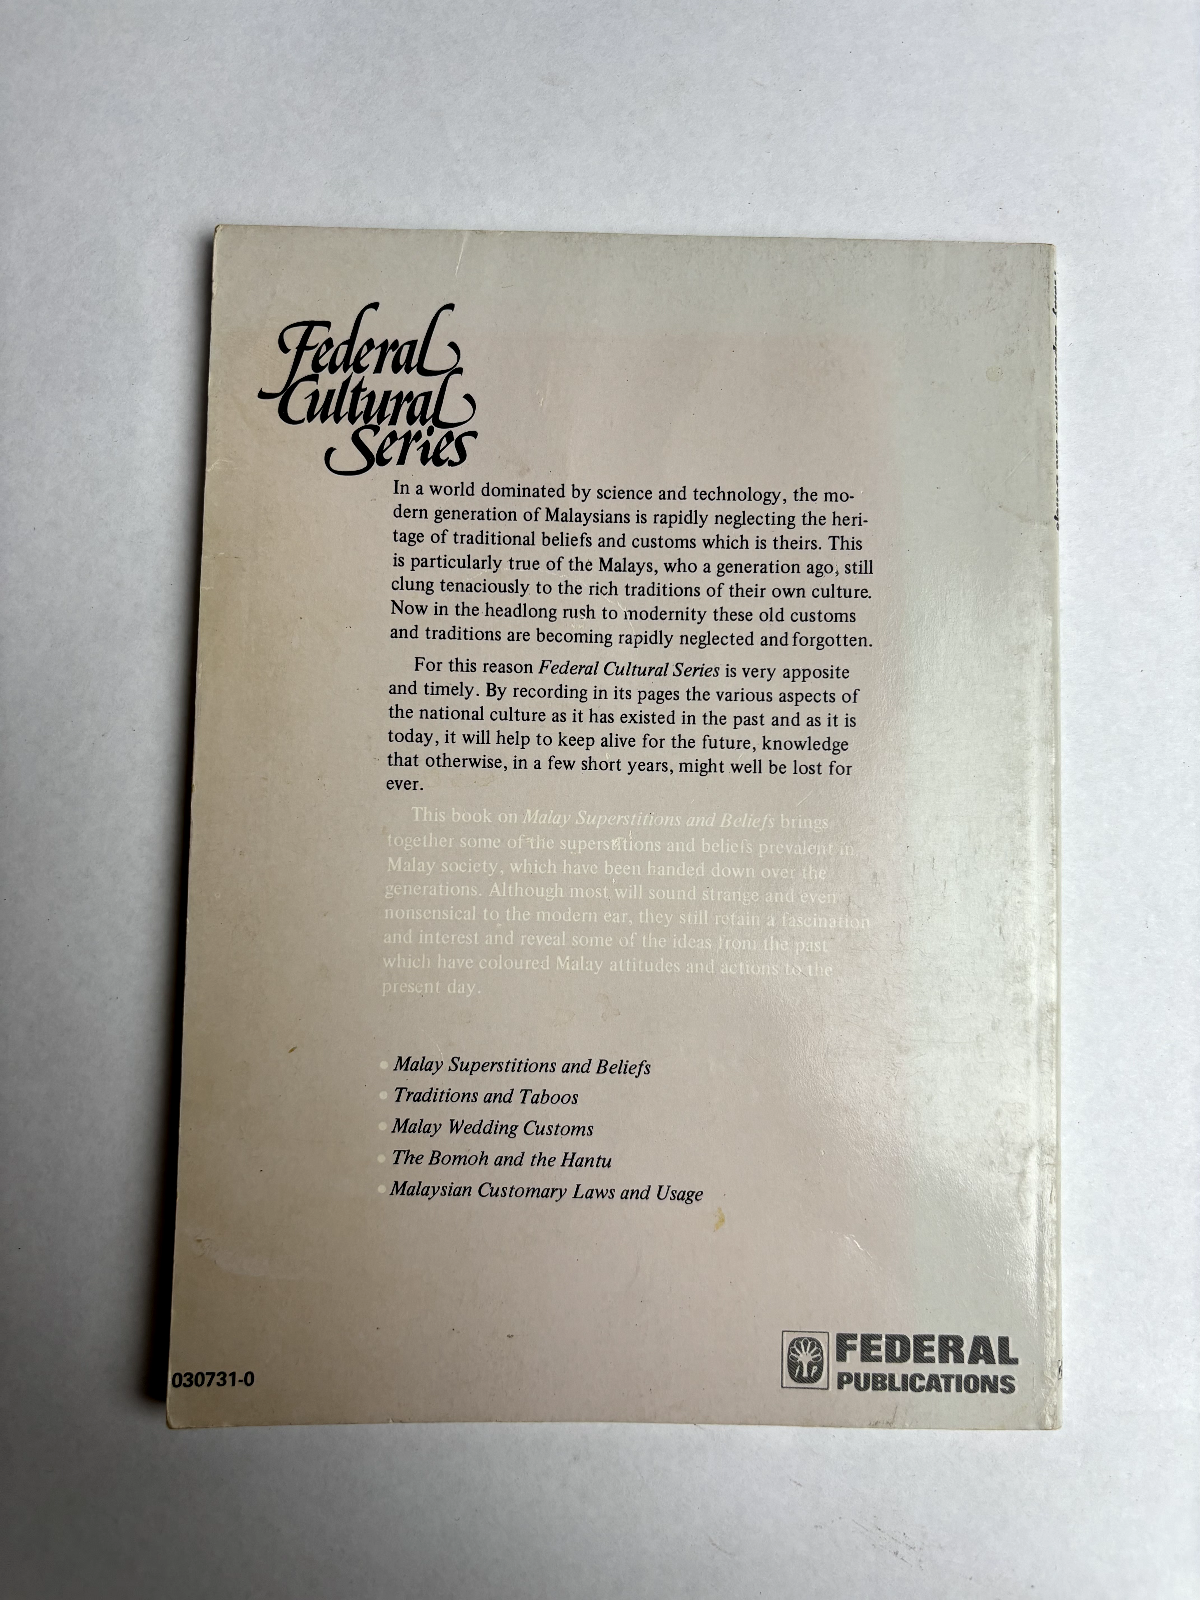 Federal
Cultural
Series
In a world dominated by science and technology, the mo-
dern generation of Malaysians is rapidly neglecting the heri-
tage of traditional beliefs and customs which is theirs. This
is particularly true of the Malays, who a generation ago, still
clung tenaciously to the rich traditions of their own culture.
Now in the headlong rush to modernity these old customs
and traditions are becoming rapidly neglected and forgotten.
For this reason Federal Cultural Series is very apposite
and timely. By recording in its pages the various aspects of
the national culture as it has existed in the past and as it is
today, it will help to keep alive for the future, knowledge
that otherwise, in a few short years, might well be lost for
ever.
This book on Malay Superstitions and Beliefs brings
together some of the superstitions and beliefs prevalent in
Malay society, which have been handed down over the
generations. Although most will sound strange and even
nonsensical to the modern ear, they still retain a fascination
and interest and reveal some of the ideas from the past
which have coloured Malay attitudes and actions to the
present day.
• Malay Superstitions and Beliefs
• Traditions and Taboos
• Malay Wedding Customs
• The Bomoh and the Hantu
• Malaysian Customary Laws and Usage
FEDERAL
PUBLICATIONS
030731-0